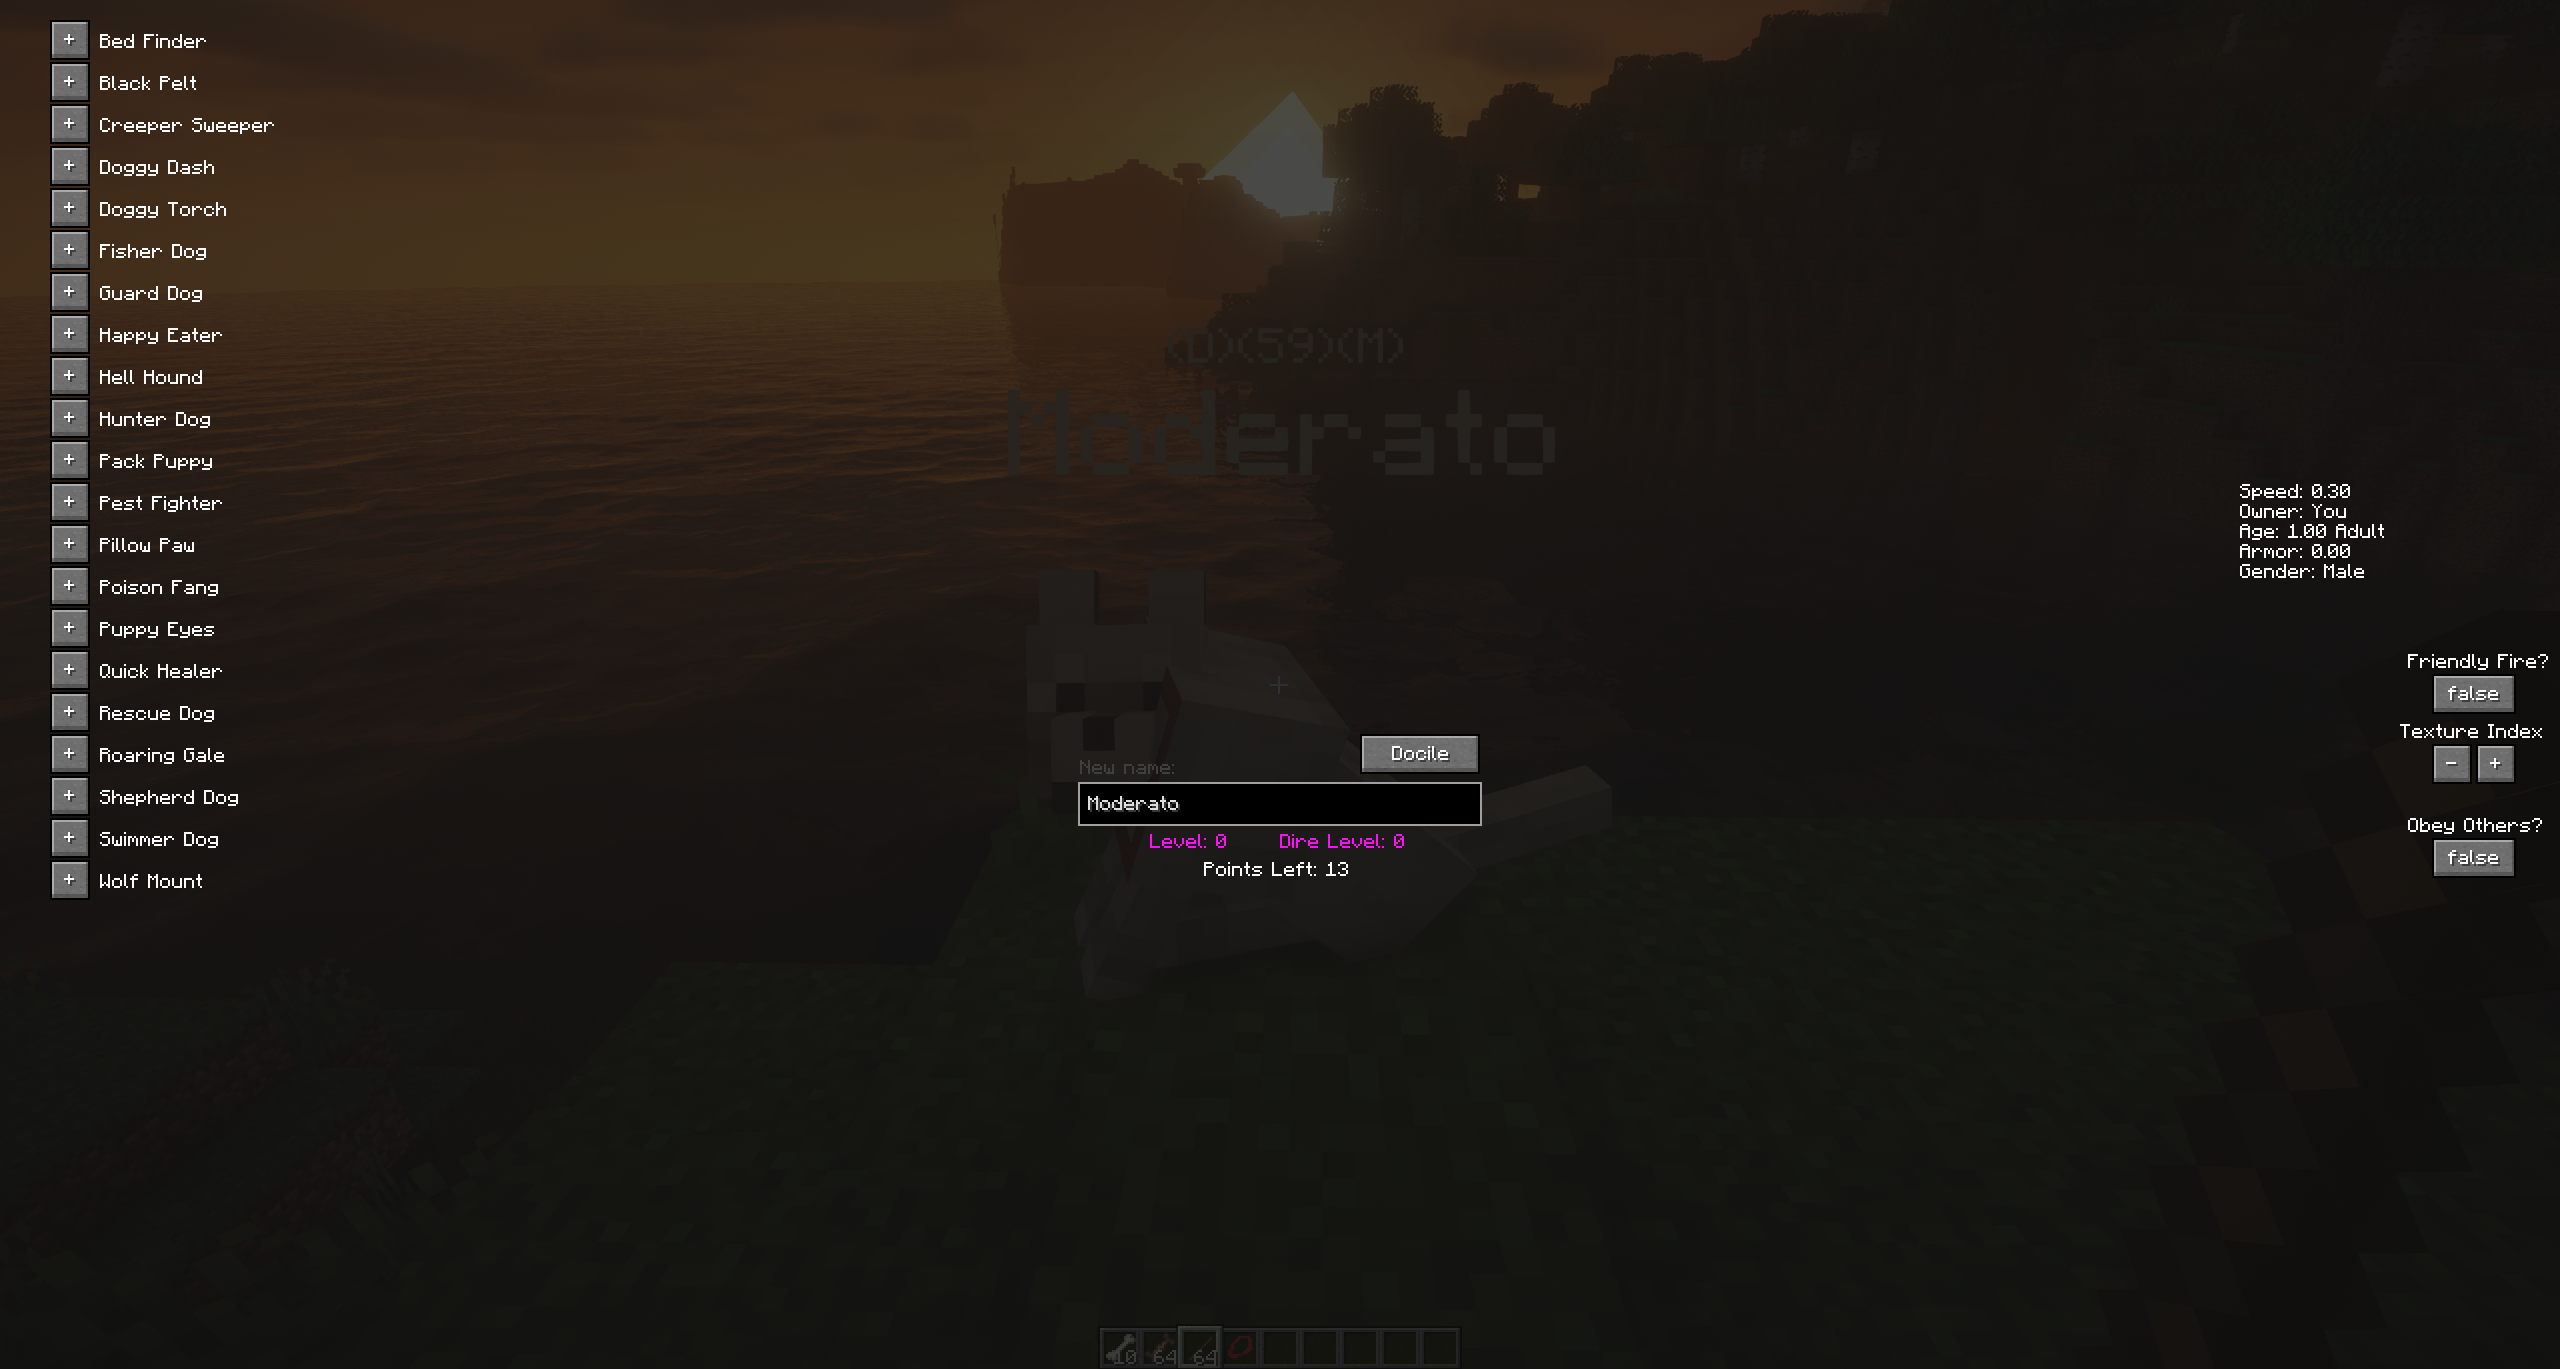 + Bed Finder
+ Black Pelt
+ Creeper Sweeper
+ Doggy Dash
+ Doggy Torch
+ Fisher Dog
+ Guard Dog
+ Happy Eater
+ Hell Hound
+ Hunter Dog
+ Pack Puppy
+ Pest Fighter
+ Pillow Paw
+ Poison Fang
+ Puppy Eyes
+ Quick Healer
+ Rescue Dog
+ Roaring Gale
+ Shepherd Dog
+ Swimmer Dog
+ Wolf Mount
(D)(59)(M)
Moderato
Docile
New name:
Moderato
Level: 0 Dire Level: 0
Points Left: 13
Speed: 0.30
Owner: You
Age: 1.00 Adult
Armor: 0.00
Gender: Male
Friendly Fire?
false
Texture Index
- +
Obey Others?
false
10 64 64